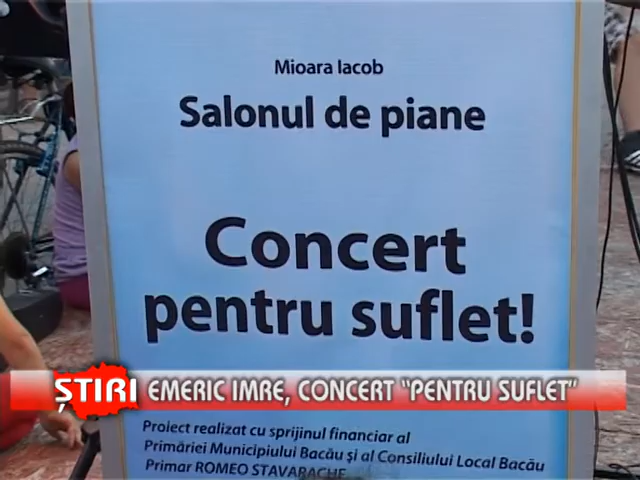 Mioara Iacob
Salonul de piane
Concert
pentru suflet!
ȘTIRI EMERIC IMRE, CONCERT "PENTRU SUFLET"
Proiect realizat cu sprijinul financiar al
Primăriei Municipiului Bacău și al Consiliului Local Bacău
Primar ROMEO STAVARACHE